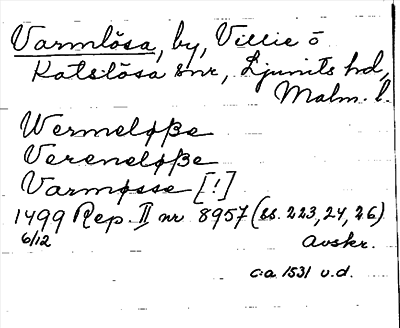 Varmlösa, by, Villie o
Katslösa snr, Ljunits hd,
Malm. l.
Wermeløße
Vereneløße
Varmøsse [!]
1499 Rep. II nr 8957 (ss. 223, 24, 26)
6/12 Avskr.
ca 1531 u.d.